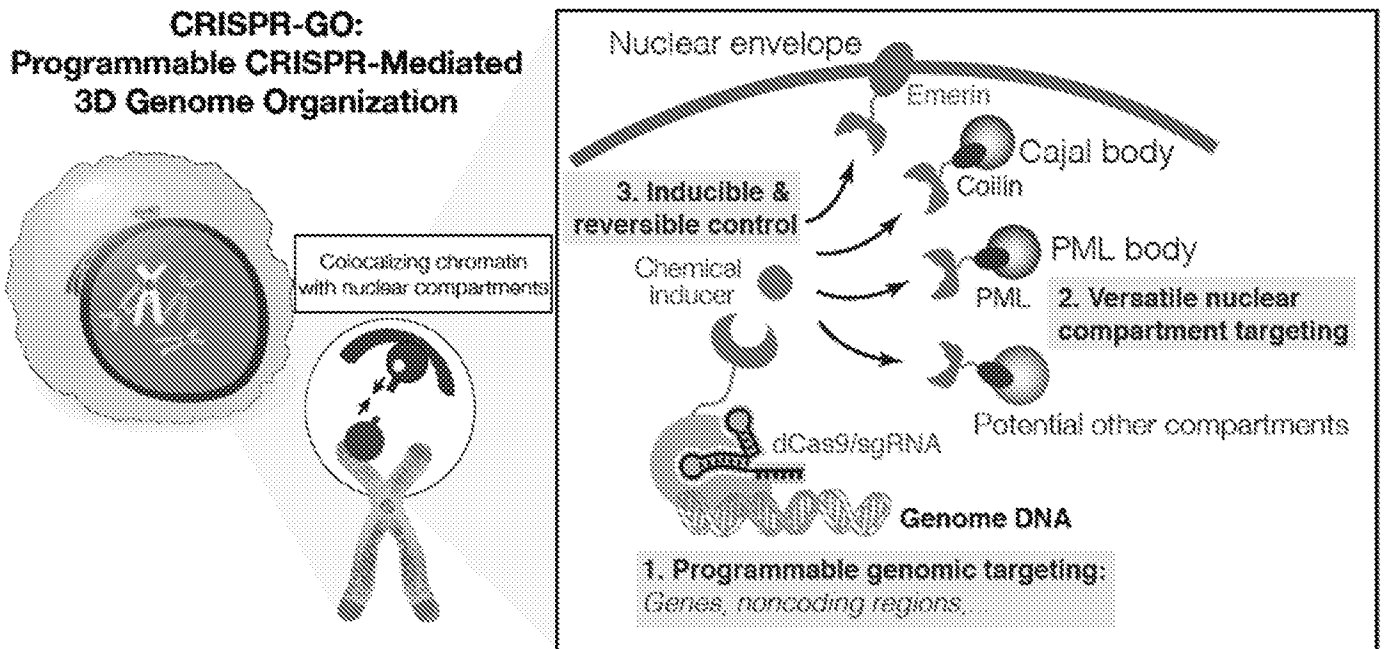 CRISPR-GO:
Programmable CRISPR-Mediated
3D Genome Organization
Colocalizing chromatin
with nuclear compartments
Nuclear envelope
Emerin
Cajal body
Coilin
3. Inducible &
reversible control
Chemical
inducer
PML body
PML
2. Versatile nuclear
compartment targeting
Potential other compartments
dCas9/sgRNA
Genome DNA
1. Programmable genomic targeting:
Genes, noncoding regions,...